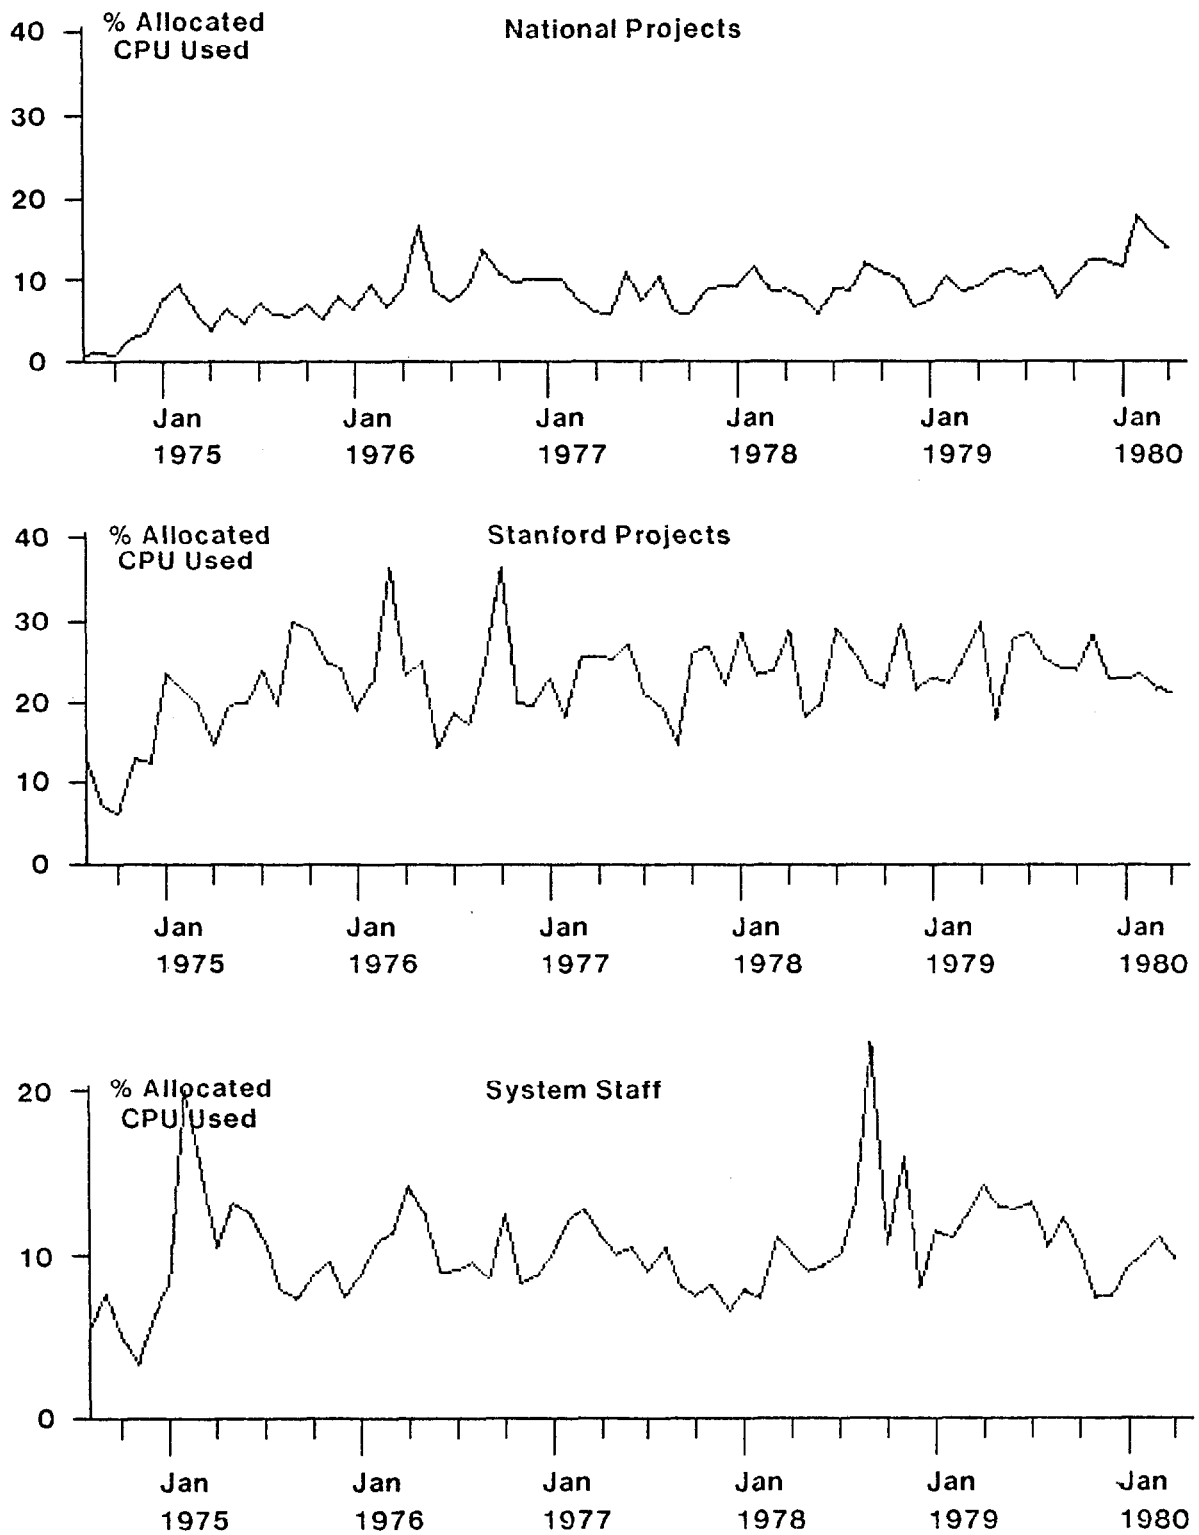 % Allocated
CPU Used
National Projects
40
30
20
10
0
Jan Jan Jan Jan Jan Jan
1975 1976 1977 1978 1979 1980
% Allocated
CPU Used
Stanford Projects
40
30
20
10
0
Jan Jan Jan Jan Jan Jan
1975 1976 1977 1978 1979 1980
% Allocated
CPU Used
System Staff
20
10
0
Jan Jan Jan Jan Jan Jan
1975 1976 1977 1978 1979 1980